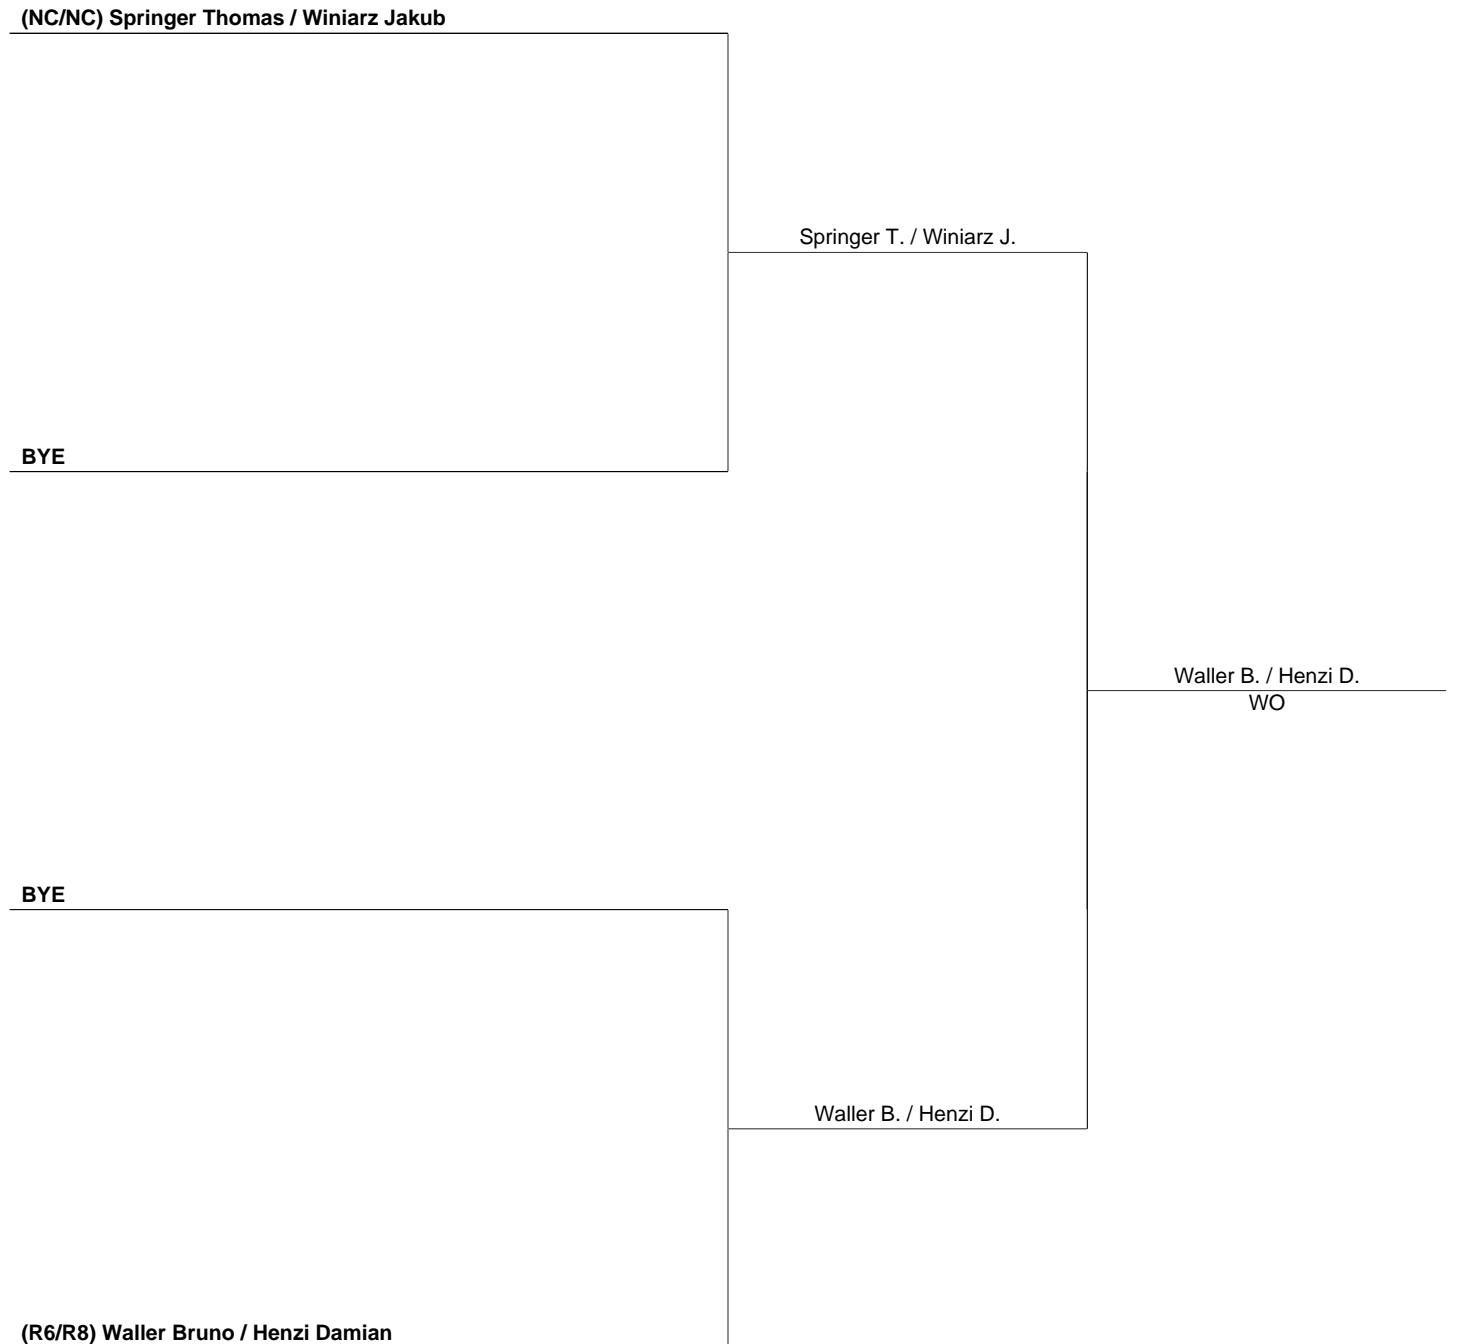 (NC/NC) Springer Thomas / Winiarz Jakub
Springer T. / Winiarz J.
BYE
Waller B. / Henzi D.
WO
BYE
Waller B. / Henzi D.
(R6/R8) Waller Bruno / Henzi Damian